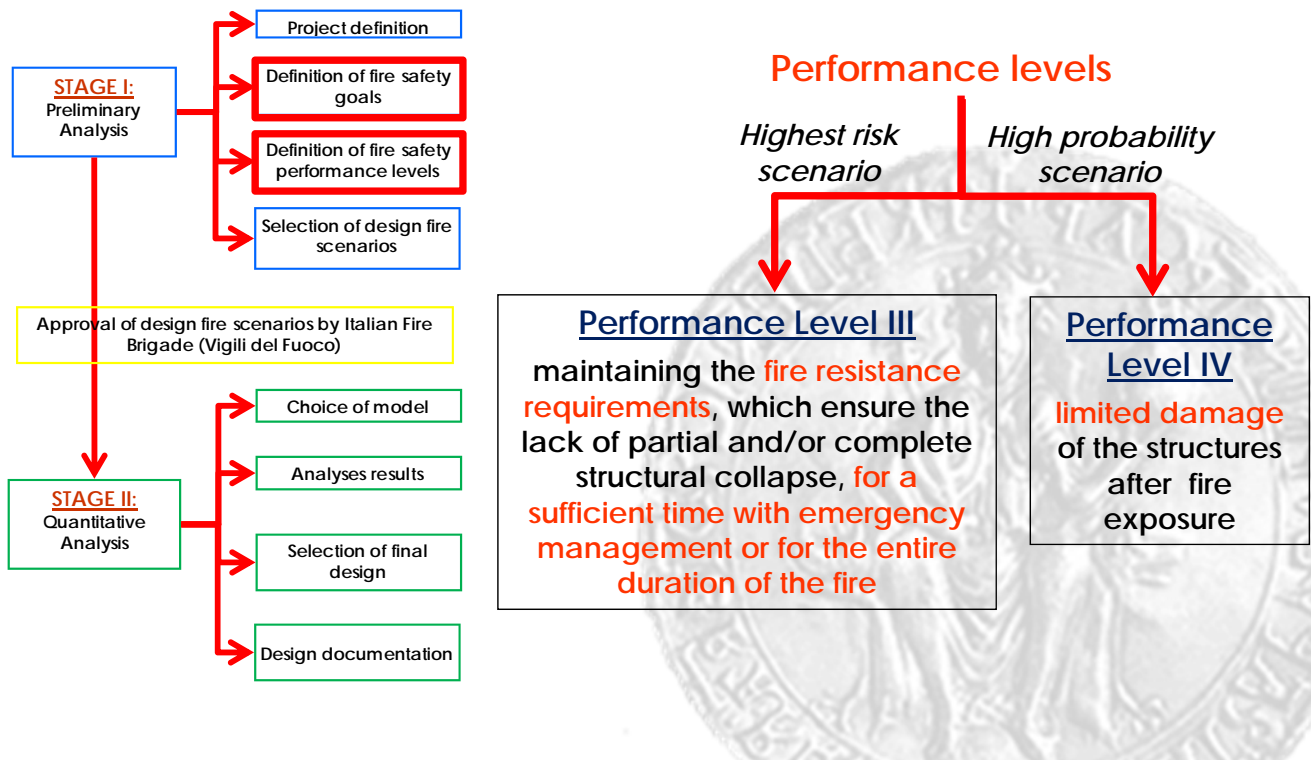 Project definition
STAGE I:
Preliminary
Analysis
Definition of fire safety
goals
Definition of fire safety
performance levels
Selection of design fire
scenarios
Approval of design fire scenarios by Italian Fire
Brigade (Vigili del Fuoco)
Choice of model
Analyses results
STAGE II:
Quantitative
Analysis
Selection of final
design
Design documentation
Performance levels
Highest risk
scenario
High probability
scenario
Performance Level III
maintaining the fire resistance
requirements, which ensure the
lack of partial and/or complete
structural collapse, for a
sufficient time with emergency
management or for the entire
duration of the fire
Performance
Level IV
limited damage
of the structures
after fire
exposure